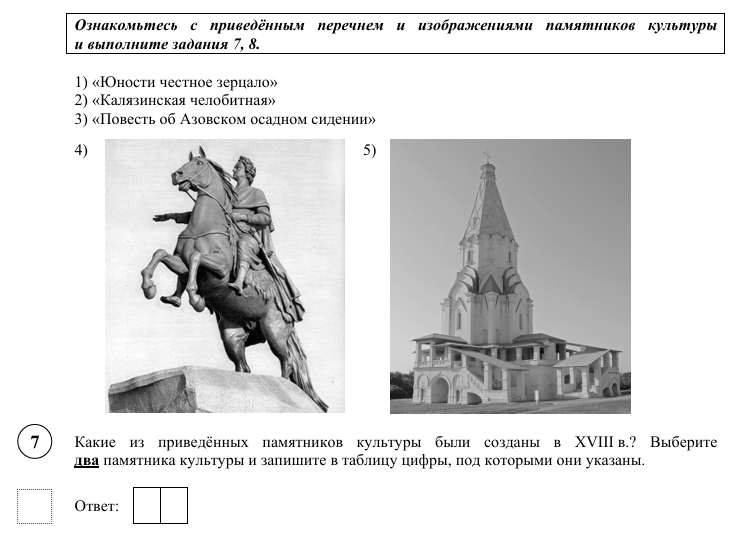 Ознакомьтесь с приведённым перечнем и изображениями памятников культуры
и выполните задания 7, 8.
1) «Юности честное зерцало»
2) «Калязинская челобитная»
3) «Повесть об Азовском осадном сидении»
4)
5)
7
Какие из приведённых памятников культуры были созданы в XVIII в.? Выберите
два памятника культуры и запишите в таблицу цифры, под которыми они указаны.
Ответ: